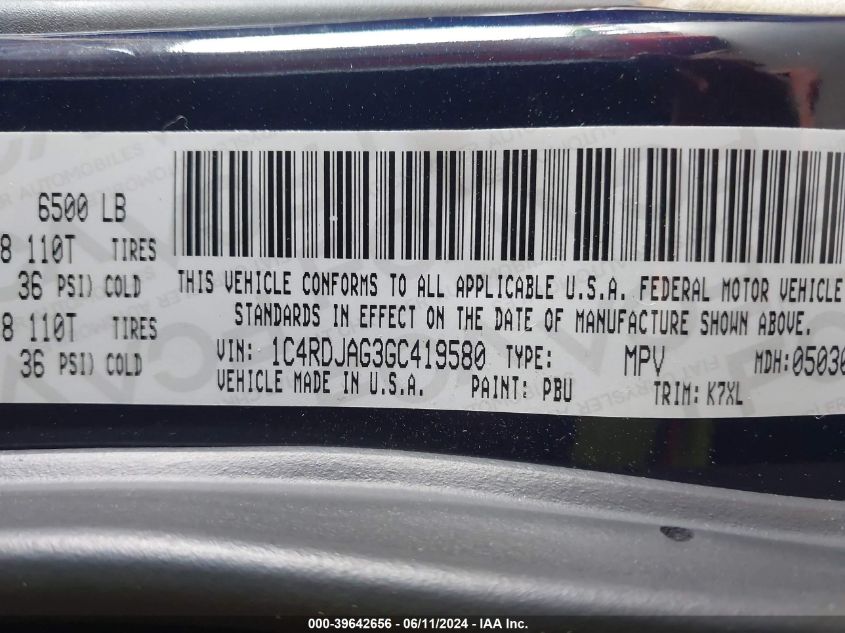 6500 LB
8 110T TIRES
36 PSI) COLD
8 110T TIRES
36 PSI) COLD
THIS VEHICLE CONFORMS TO ALL APPLICABLE U.S.A. FEDERAL MOTOR VEHICLE
STANDARDS IN EFFECT ON THE DATE OF MANUFACTURE SHOWN ABOVE.
VIN: 1C4RDJAG3GC419580 TYPE: MPV MDH:05030
VEHICLE MADE IN U.S.A. PAINT: PBU TRIM: K7XL
000-39642656 - 06/11/2024 - IAA Inc.